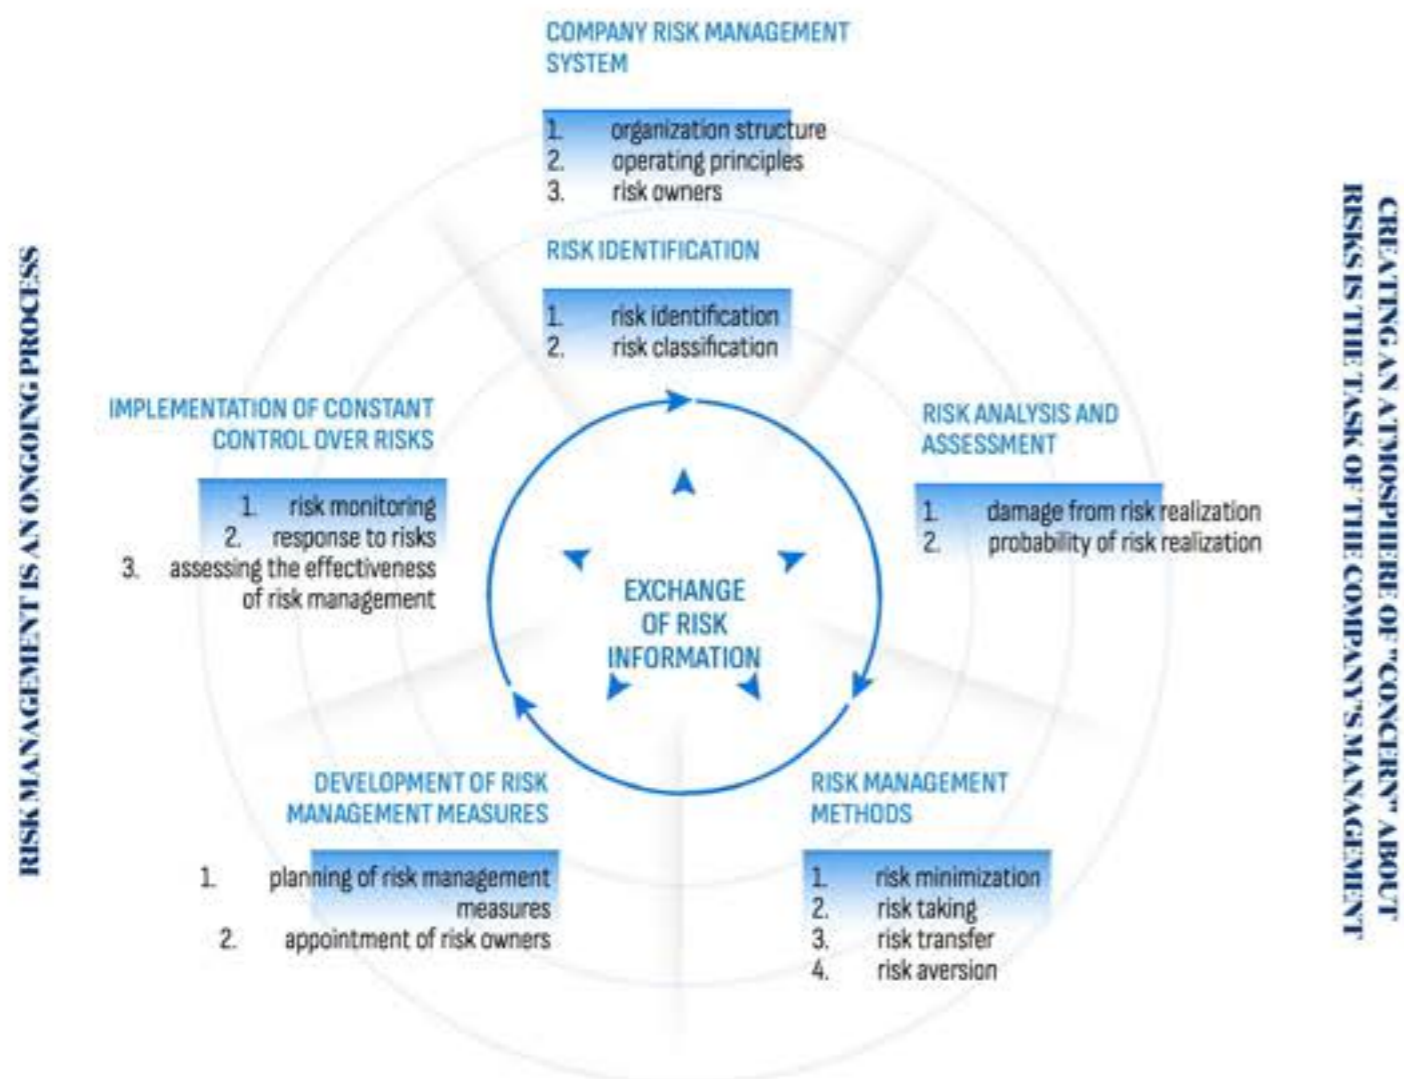 COMPANY RISK MANAGEMENT
SYSTEM
1. organization structure
2. operating principles
3. risk owners
RISK IDENTIFICATION
1. risk identification
2. risk classification
IMPLEMENTATION OF CONSTANT
CONTROL OVER RISKS
1. risk monitoring
2. response to risks
3. assessing the effectiveness
of risk management
RISK ANALYSIS AND
ASSESSMENT
1. damage from risk realization
2. probability of risk realization
EXCHANGE
OF RISK
INFORMATION
DEVELOPMENT OF RISK
MANAGEMENT MEASURES
1. planning of risk management
measures
2. appointment of risk owners
RISK MANAGEMENT
METHODS
1. risk minimization
2. risk taking
3. risk transfer
4. risk aversion
RISK MANAGEMENT IS AN ONGOING PROCESS
CREATING AN ATMOSPHERE OF "CONCERN" ABOUT
RISKS IS THE TASK OF THE COMPANY'S MANAGEMENT